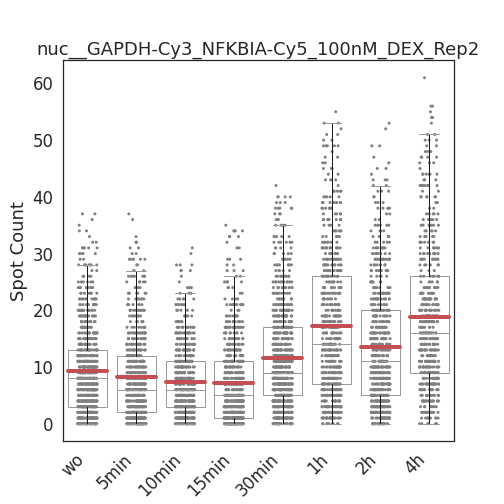 nuc__GAPDH-Cy3_NFKBIA-Cy5_100nM_DEX_Rep2
60
50
40
30
20
10
0
Spot Count
wo
5min
10min
15min
30min
1h
2h
4h